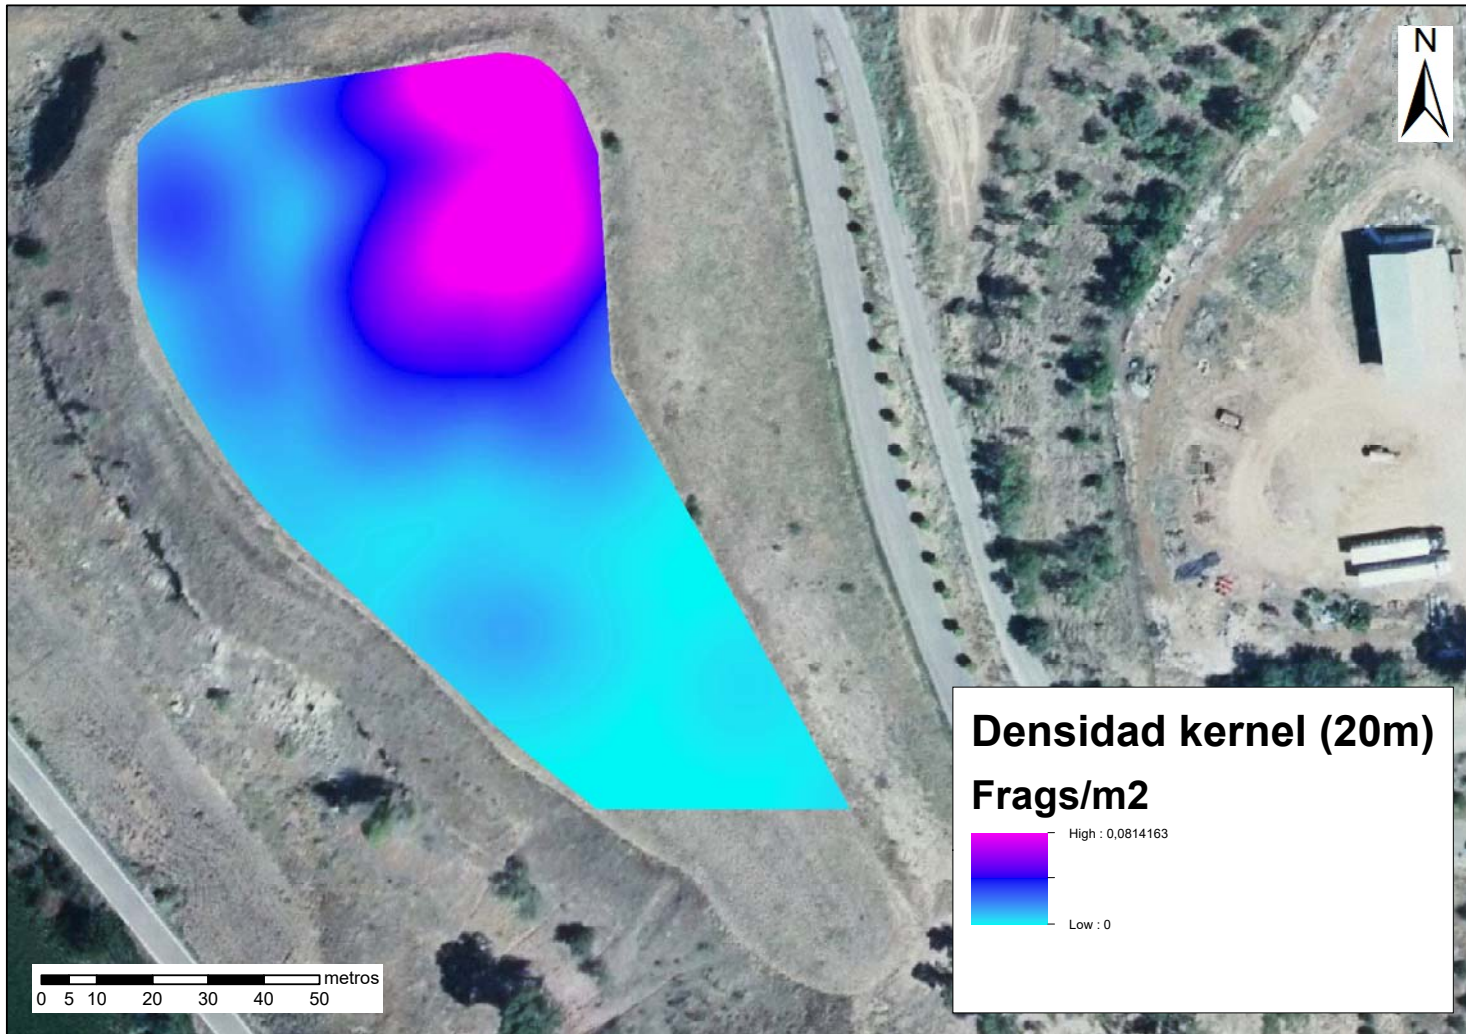 N
Densidad kernel (20m)
Frags/m2
High : 0,0814163
Low : 0
metros
0 5 10 20 30 40 50